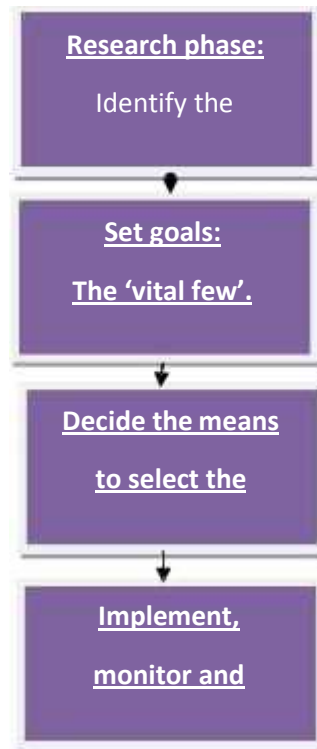 Research phase:
Identify the
Set goals:
The ‘vital few’.
Decide the means
to select the
Implement,
monitor and